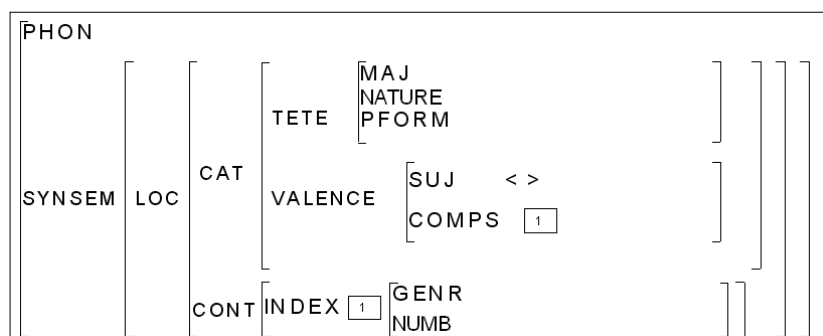 PHON
MAJ
NATURE
TETE PFORM
CAT SUJ < >
SYNSEM LOC VALENCE
COMPS 1
CONT INDEX 1 GENR
NUMB